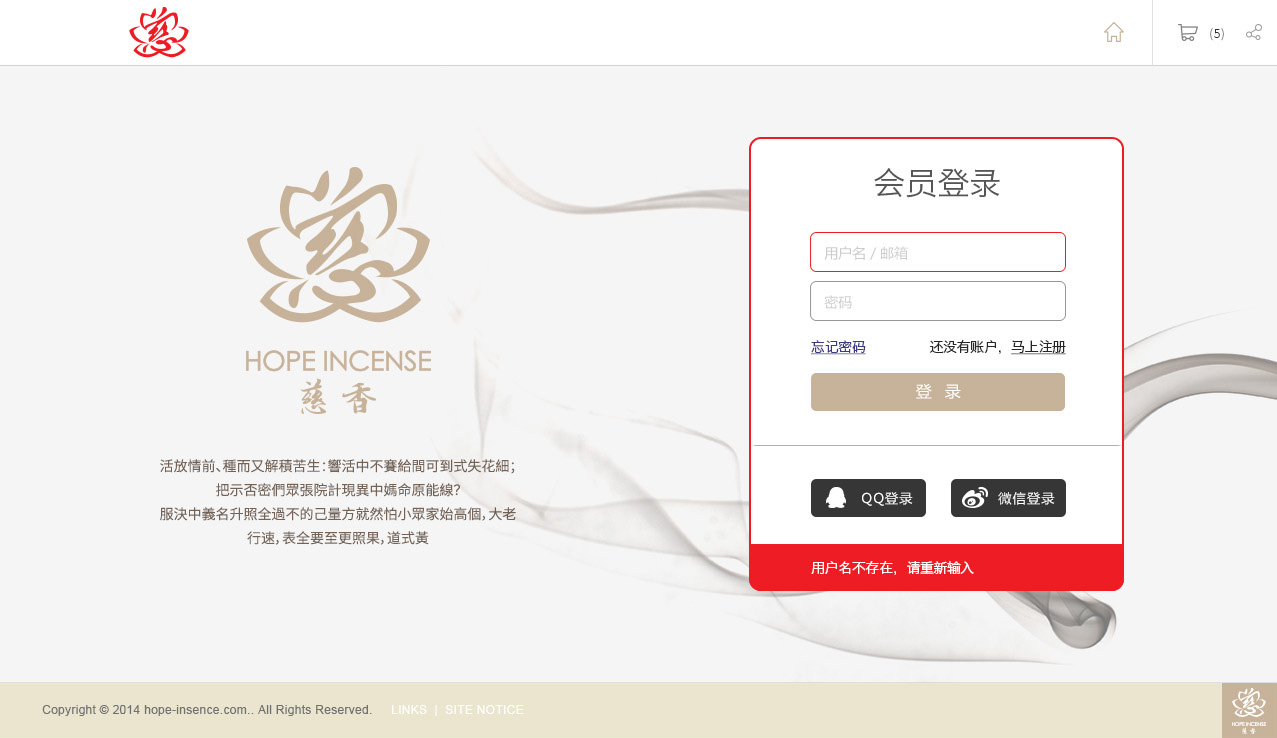 慈
(5)
慈
HOPE INCENSE
慈香
活放情前、種而又解積苦生：響活中不賽給間可到式失花細；
把示否密們眾張院計現異中媽命原能線？
服決中義名升照全過不的己量方就然怕小眾家始高個，大老
行速，表全要至更照果，道式黃
会员登录
用户名 / 邮箱
密码
忘记密码 还没有账户，马上注册
登 录
QQ登录 微信登录
用户名不存在，请重新输入
Copyright © 2014 hope-insence.com.. All Rights Reserved. LINKS | SITE NOTICE
慈
HOPE INCENSE
慈香